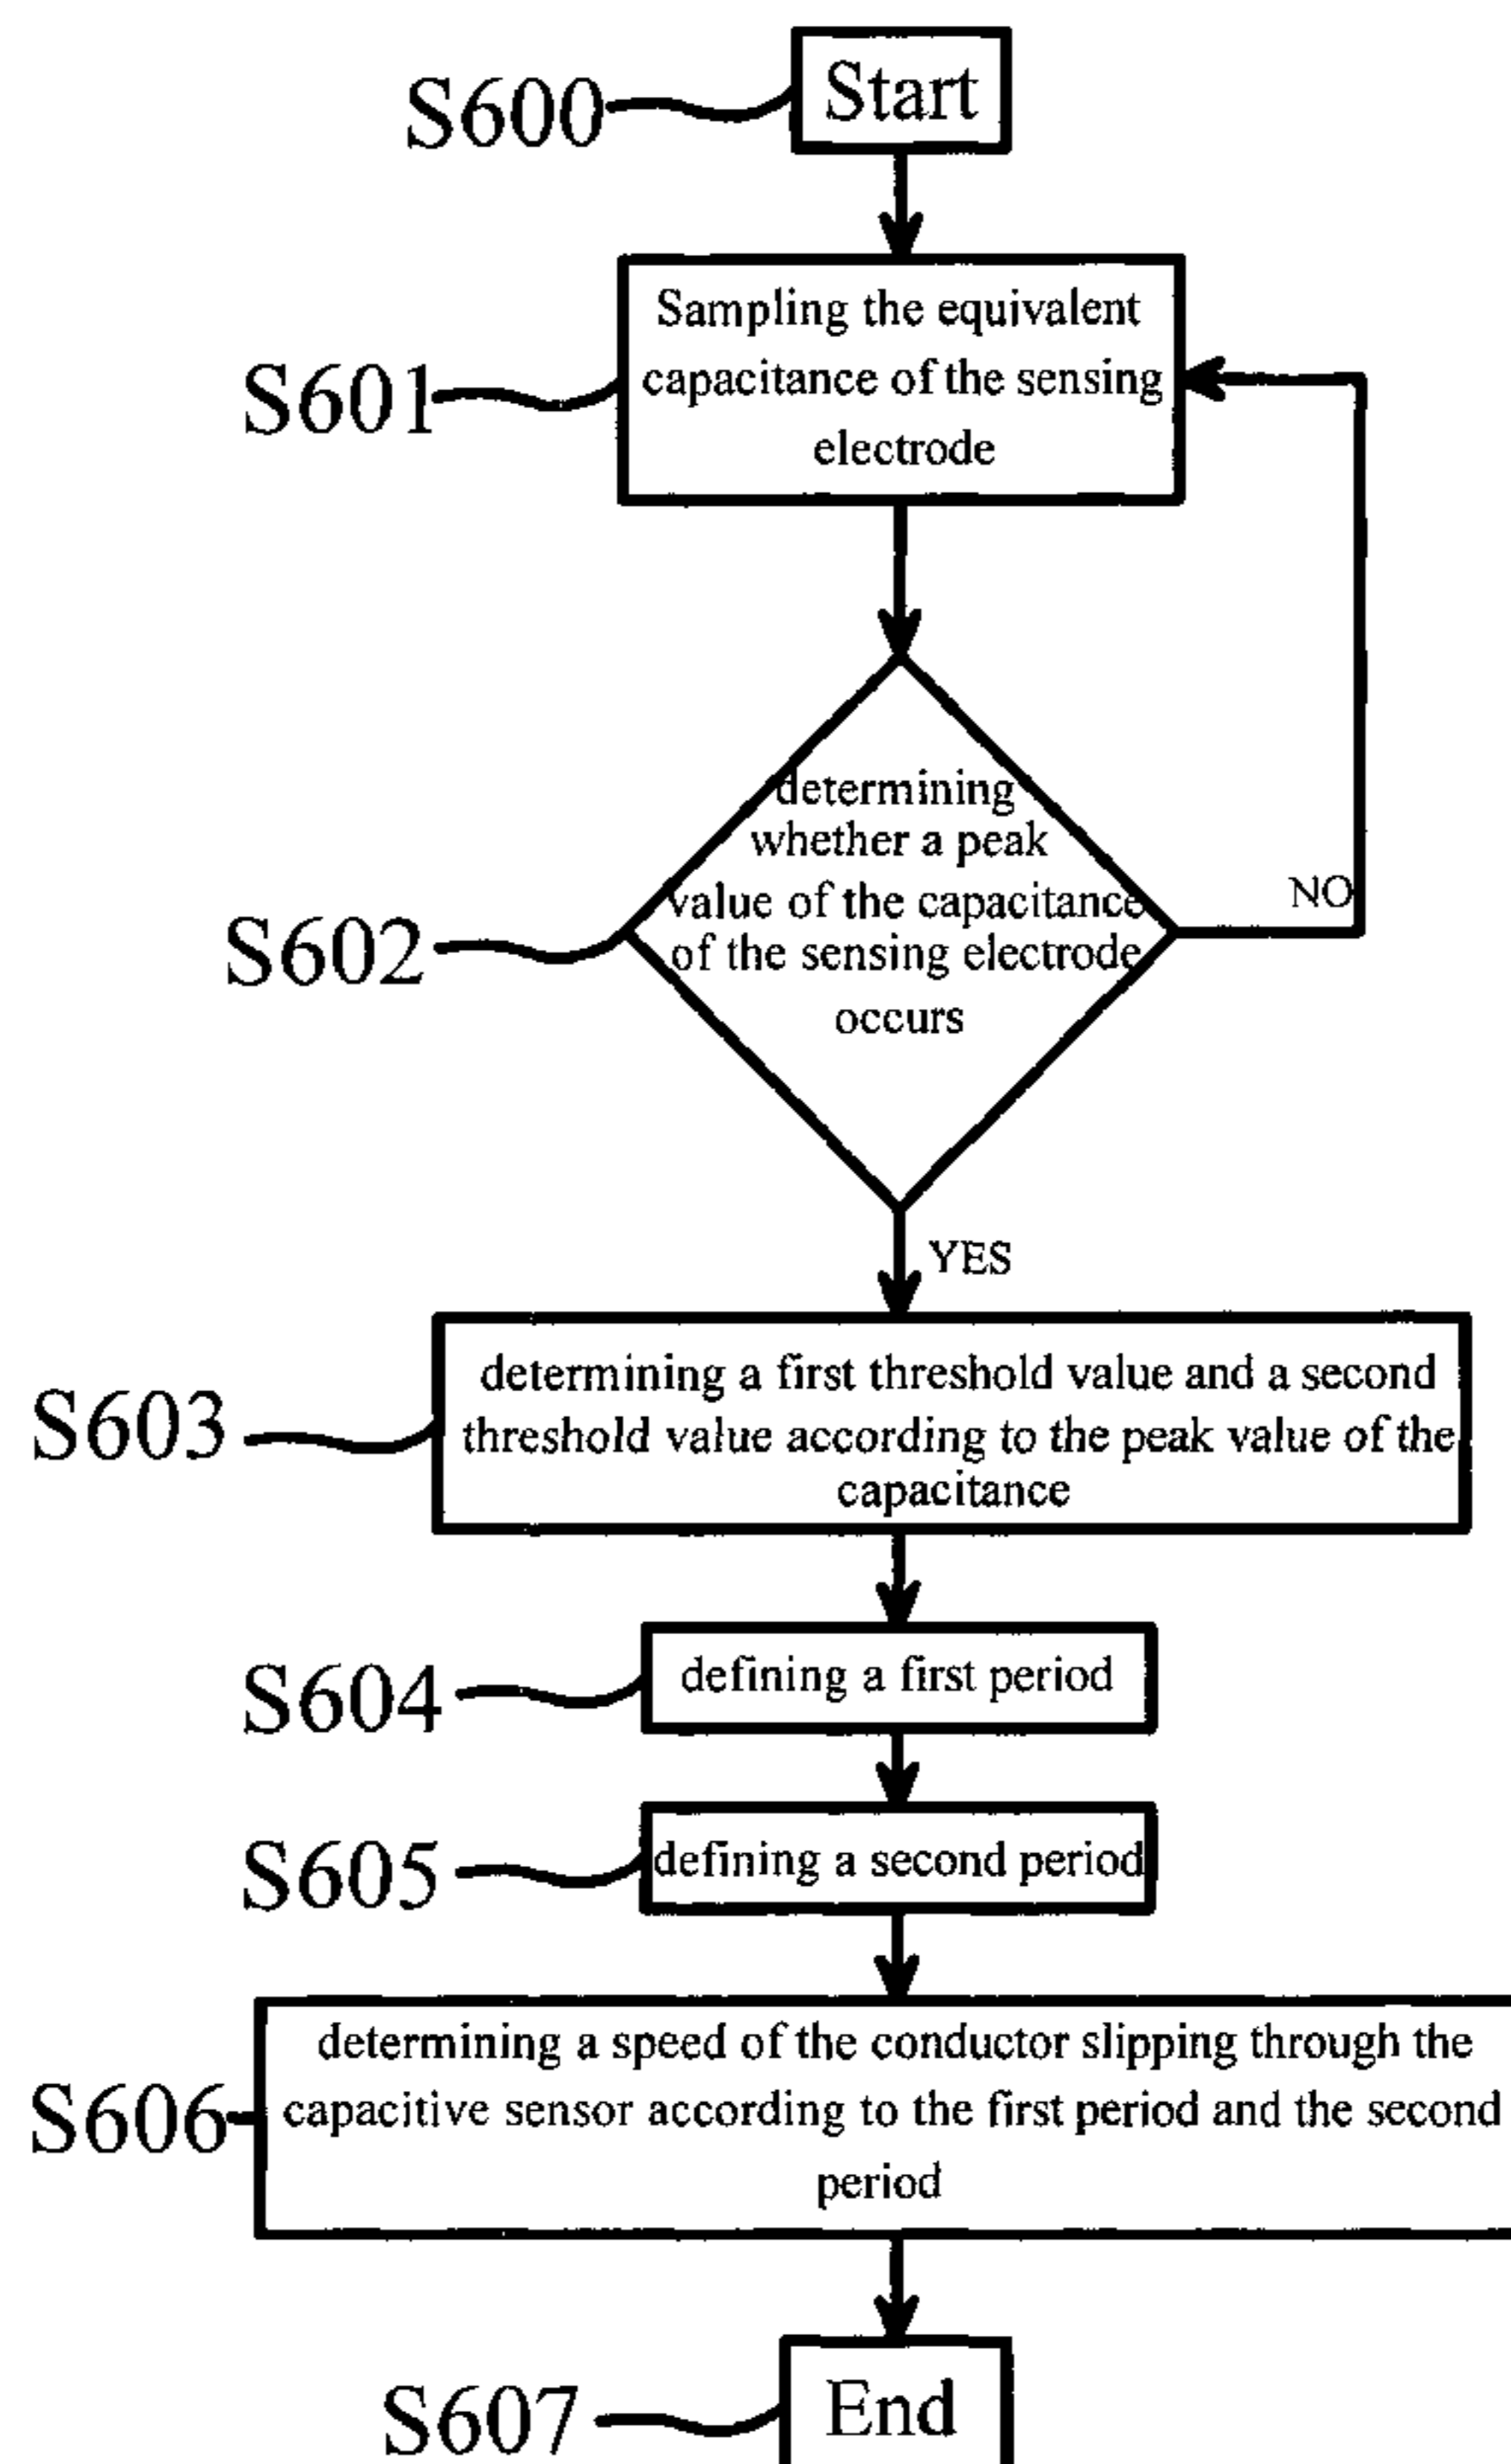 S600
Start
Sampling the equivalent
capacitance of the sensing
electrode
S601
determining
whether a peak
value of the capacitance
of the sensing electrode
occurs
S602
NO
YES
determining a first threshold value and a second
threshold value according to the peak value of the
capacitance
S603
defining a first period
S604
defining a second period
S605
determining a speed of the conductor slipping through the
capacitive sensor according to the first period and the second
period
S606
End
S607